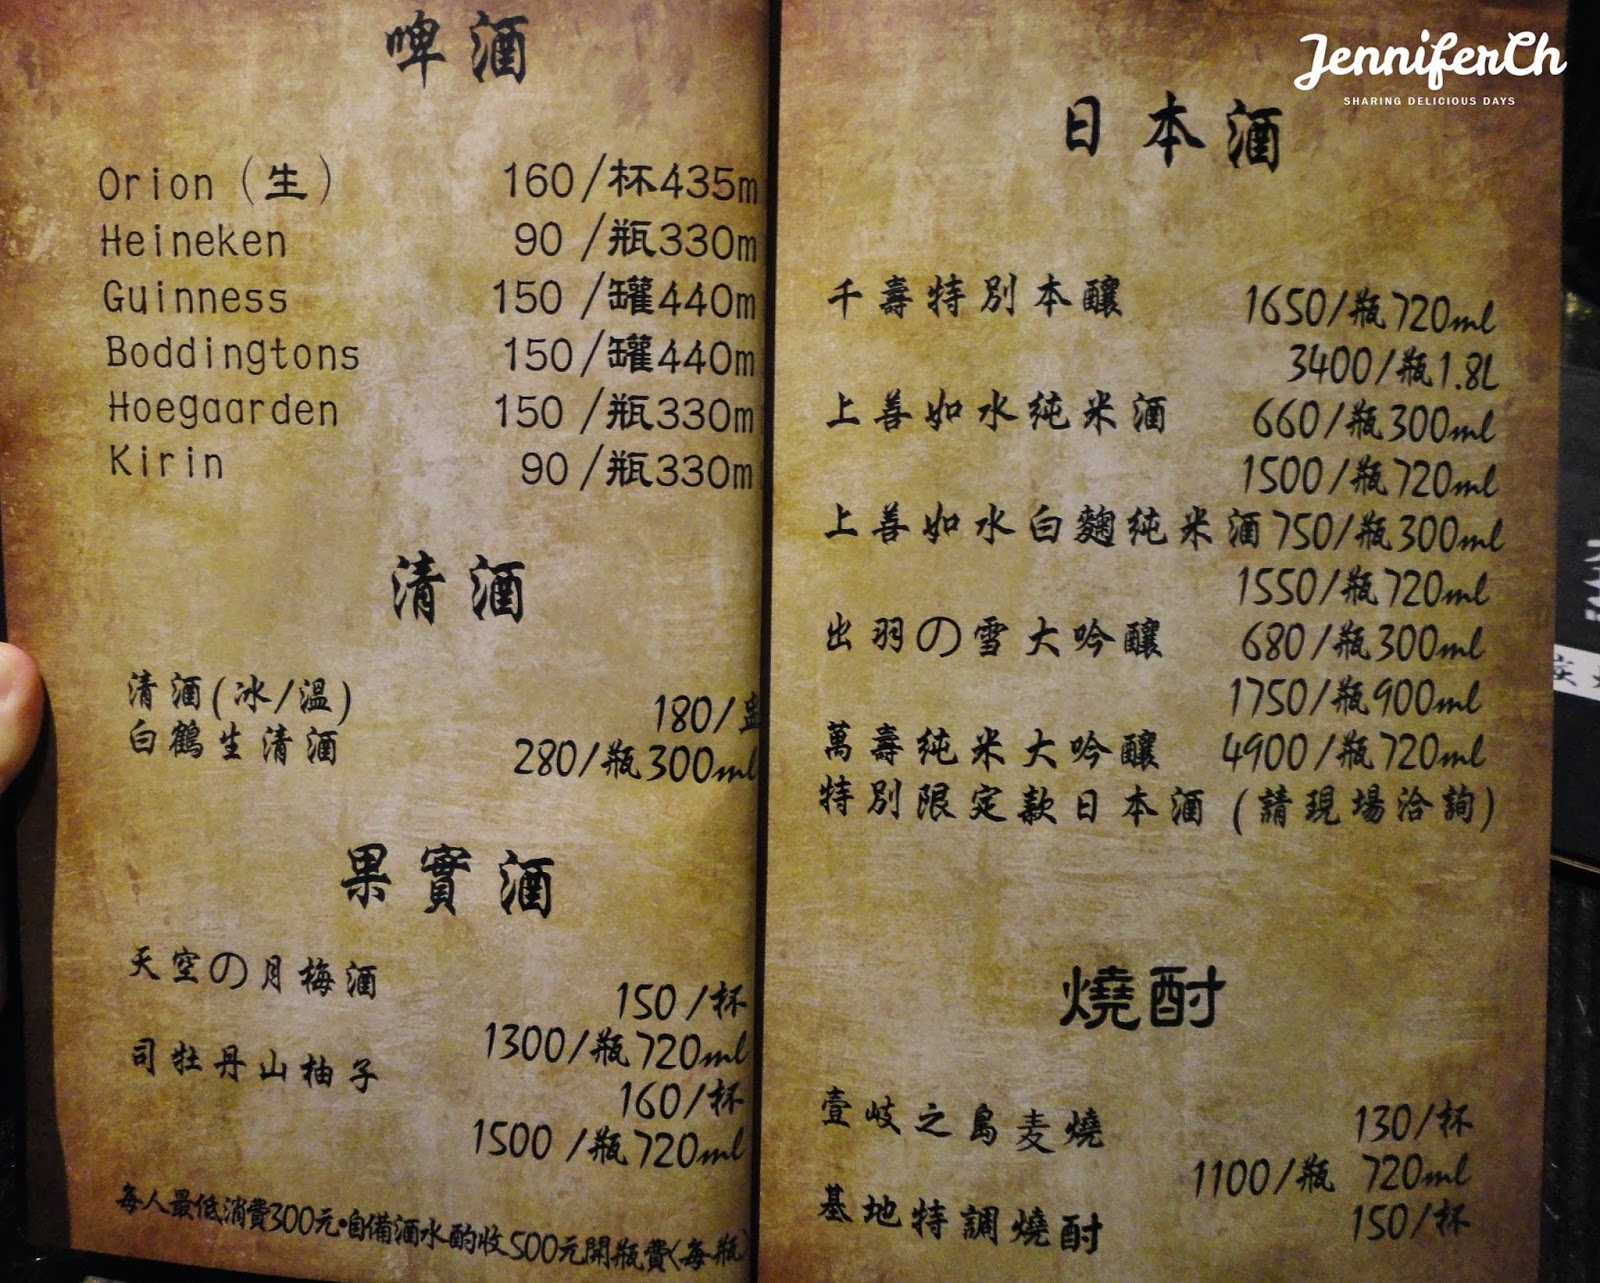 啤酒
Orion（生） 160/杯435m
Heineken 90/瓶330m
Guinness 150/罐440m
Boddingtons 150/罐440m
Hoegaarden 150/瓶330m
Kirin 90/瓶330m
清酒
清酒(冰/溫) 180/盅
白鶴生清酒 280/瓶300ml
果實酒
天空の月梅酒 150/杯
1300/瓶720ml
司牡丹山柚子 160/杯
1500/瓶720ml
每人最低消費300元•自備酒水酌收500元開瓶費(每瓶)
JenniferCh
SHARING DELICIOUS DAYS
日本酒
千壽特別本釀 1650/瓶720ml
3400/瓶1.8L
上善如水純米酒 660/瓶300ml
1500/瓶720ml
上善如水白麴純米酒 750/瓶300ml
1550/瓶720ml
出羽の雪大吟釀 680/瓶300ml
1750/瓶900ml
萬壽純米大吟釀 4900/瓶720ml
特別限定款日本酒(請現場洽詢)
燒酎
壹岐之島麦燒 130/杯
1100/瓶 720ml
基地特調燒酎 150/杯